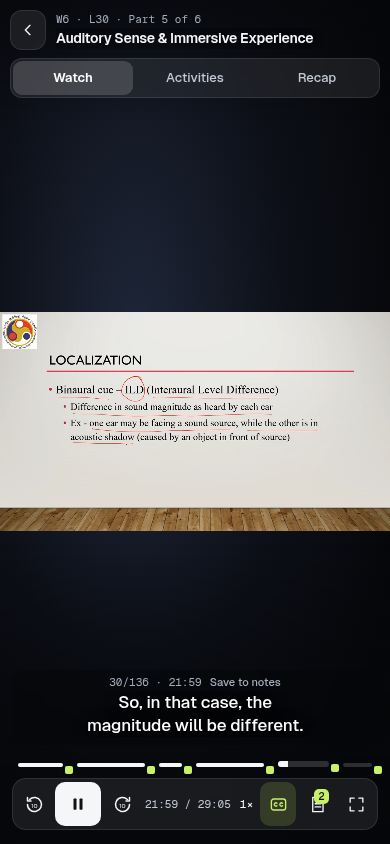 W6 · L30 · Part 5 of 6
Auditory Sense & Immersive Experience
Watch
Activities
Recap
LOCALIZATION
• Binaural cue – ILD (Interaural Level Difference)
• Difference in sound magnitude as heard by each ear
• Ex - one ear may be facing a sound source, while the other is in
acoustic shadow (caused by an object in front of source)
30/136 · 21:59 Save to notes
So, in that case, the
magnitude will be different.
10
10
21:59 / 29:05
1×
CC
2